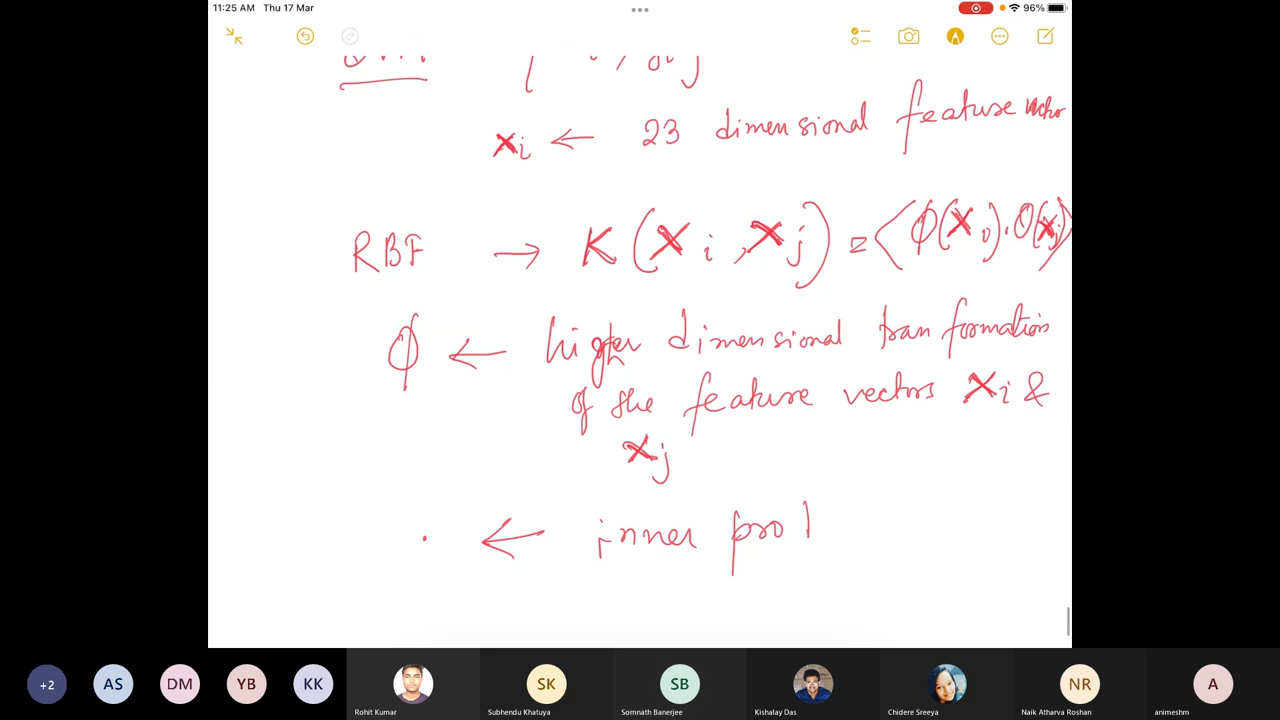 11:25 AM Thu 17 Mar
96%
xi ← 23 dimensional feature vector
RBF → K(Xi, Xj) = <φ(Xi).φ(xj)>
φ ← higher dimensional tranformation
of the feature vectors Xi &
Xj
. ← inner pro
+2 AS DM YB KK SK SB NR A
Rohit Kumar Subhendu Khatuya Somnath Banerjee Kishalay Das Chidere Sreeya Naik Atharva Roshan animeshm